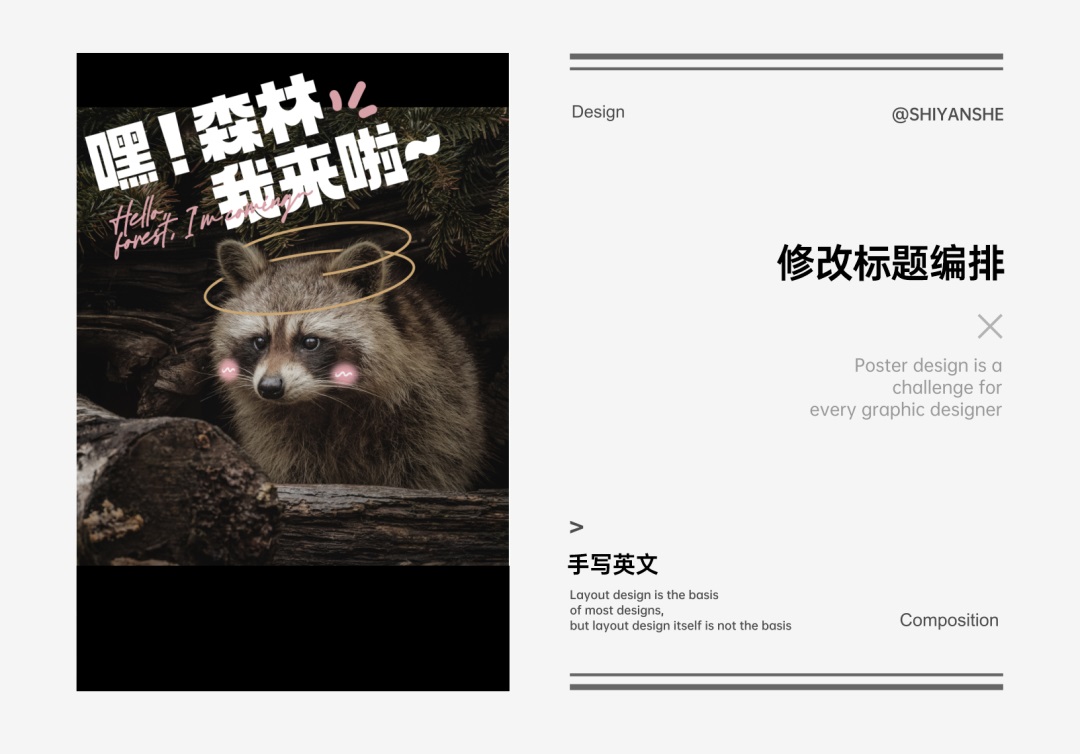 嘿！森林
我来啦~
Hello,
forest, I'm coming~
Design
@SHIYANSHE
修改标题编排
Poster design is a
challenge for
every graphic designer
>
手写英文
Layout design is the basis
of most designs,
but layout design itself is not the basis
Composition